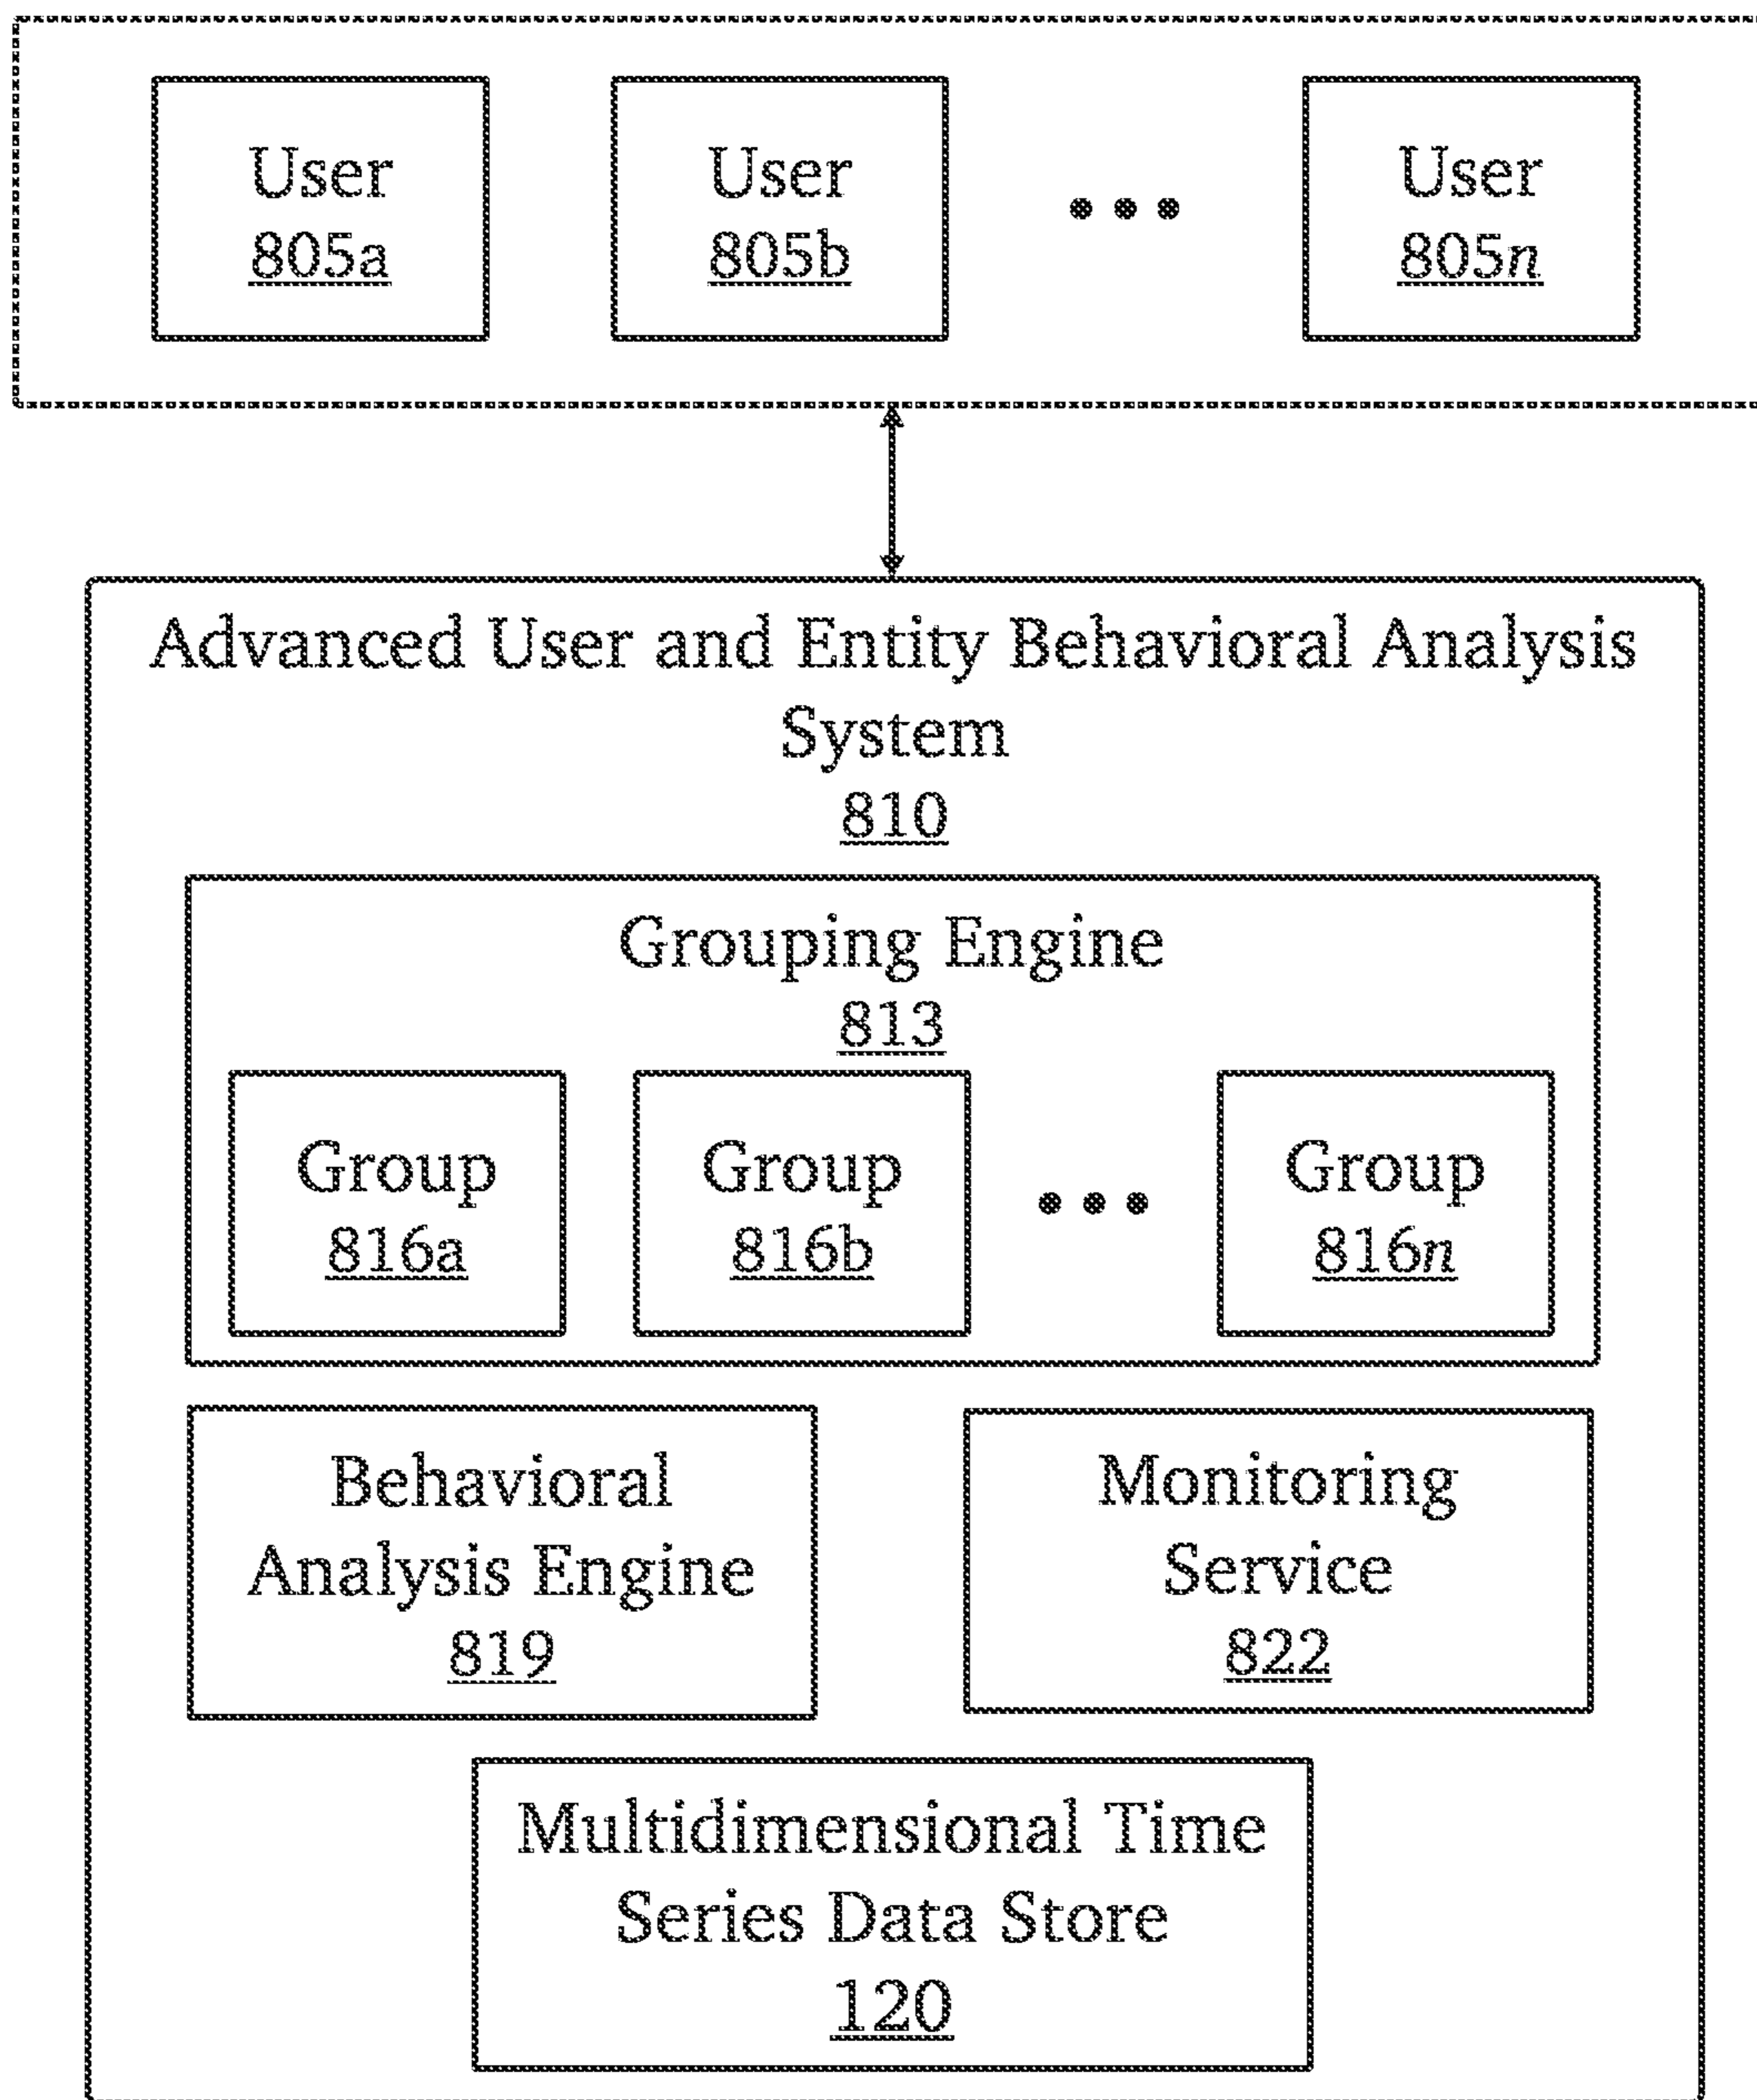 User
805a
User
805b
User
805n
Advanced User and Entity Behavioral Analysis
System
810
Grouping Engine
813
Group
816a
Group
816b
Group
816n
Behavioral
Analysis Engine
819
Monitoring
Service
822
Multidimensional Time
Series Data Store
120